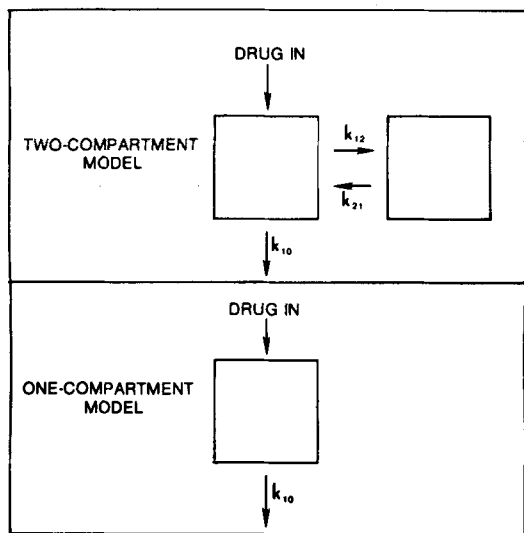 DRUG IN
TWO-COMPARTMENT
MODEL
k₁₂
k₂₁
k₁₀
DRUG IN
ONE-COMPARTMENT
MODEL
k₁₀